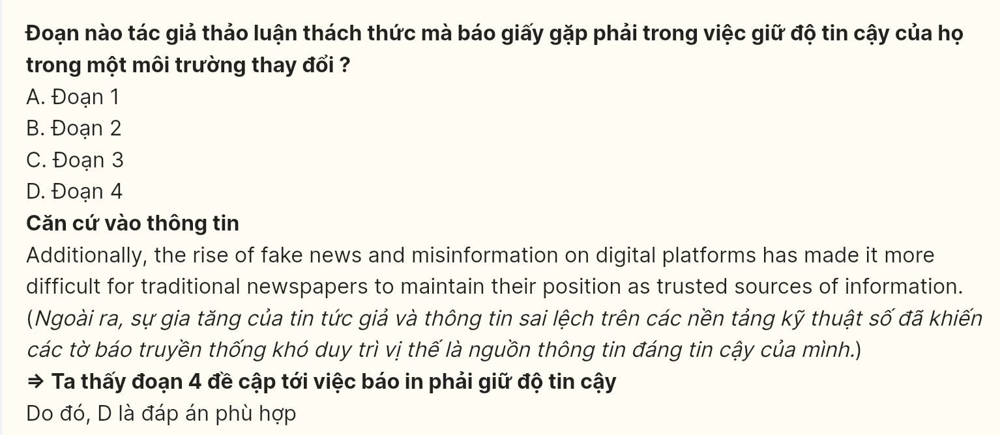 Đoạn nào tác giả thảo luận thách thức mà báo giấy gặp phải trong việc giữ độ tin cậy của họ
trong một môi trường thay đổi ?
A. Đoạn 1
B. Đoạn 2
C. Đoạn 3
D. Đoạn 4
Căn cứ vào thông tin
Additionally, the rise of fake news and misinformation on digital platforms has made it more
difficult for traditional newspapers to maintain their position as trusted sources of information.
(Ngoài ra, sự gia tăng của tin tức giả và thông tin sai lệch trên các nền tảng kỹ thuật số đã khiến
các tờ báo truyền thống khó duy trì vị thế là nguồn thông tin đáng tin cậy của mình.)
⇒ Ta thấy đoạn 4 đề cập tới việc báo in phải giữ độ tin cậy
Do đó, D là đáp án phù hợp